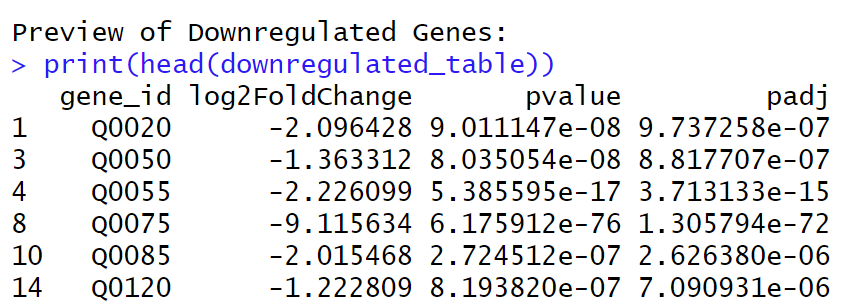 Preview of Downregulated Genes:
> print(head(downregulated_table))
   gene_id log2FoldChange       pvalue         padj
1    Q0020      -2.096428 9.011147e-08 9.737258e-07
3    Q0050      -1.363312 8.035054e-08 8.817707e-07
4    Q0055      -2.226099 5.385595e-17 3.713133e-15
8    Q0075      -9.115634 6.175912e-76 1.305794e-72
10   Q0085      -2.015468 2.724512e-07 2.626380e-06
14   Q0120      -1.222809 8.193820e-07 7.090931e-06